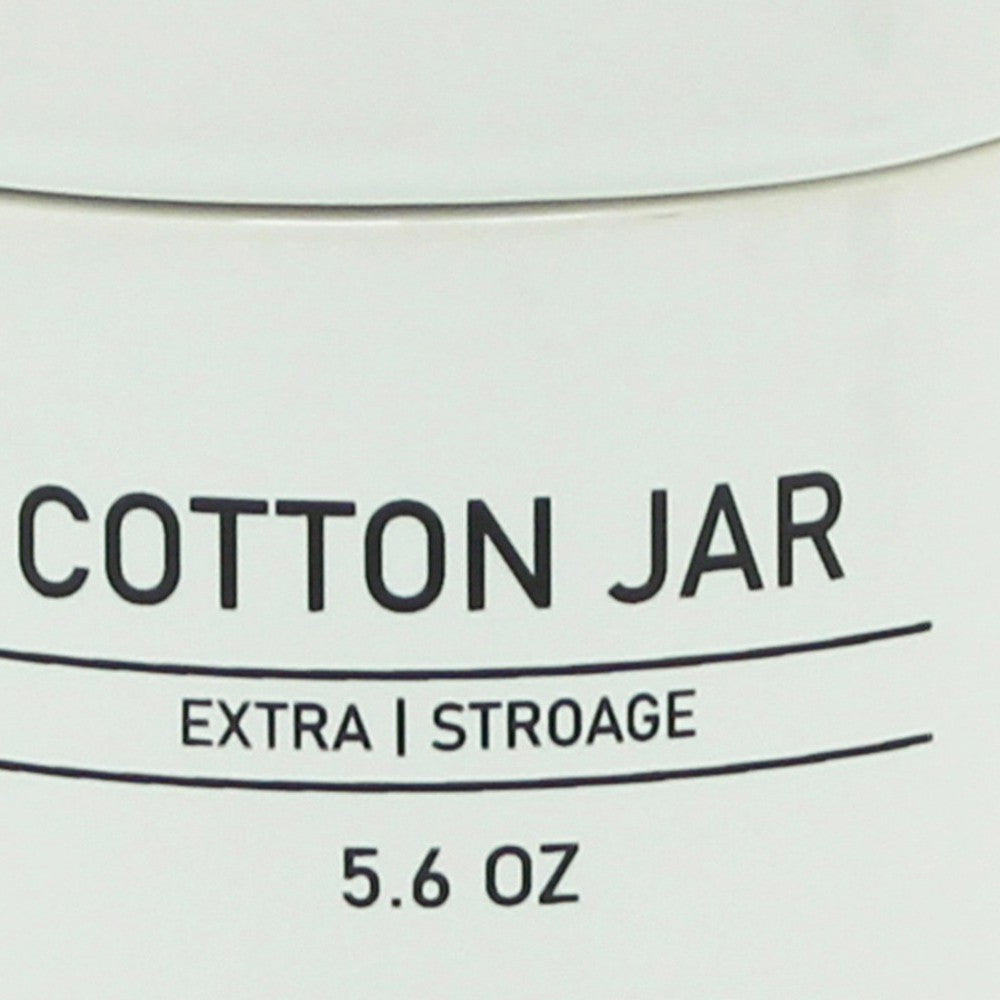 COTTON JAR
EXTRA | STROAGE
5.6 OZ